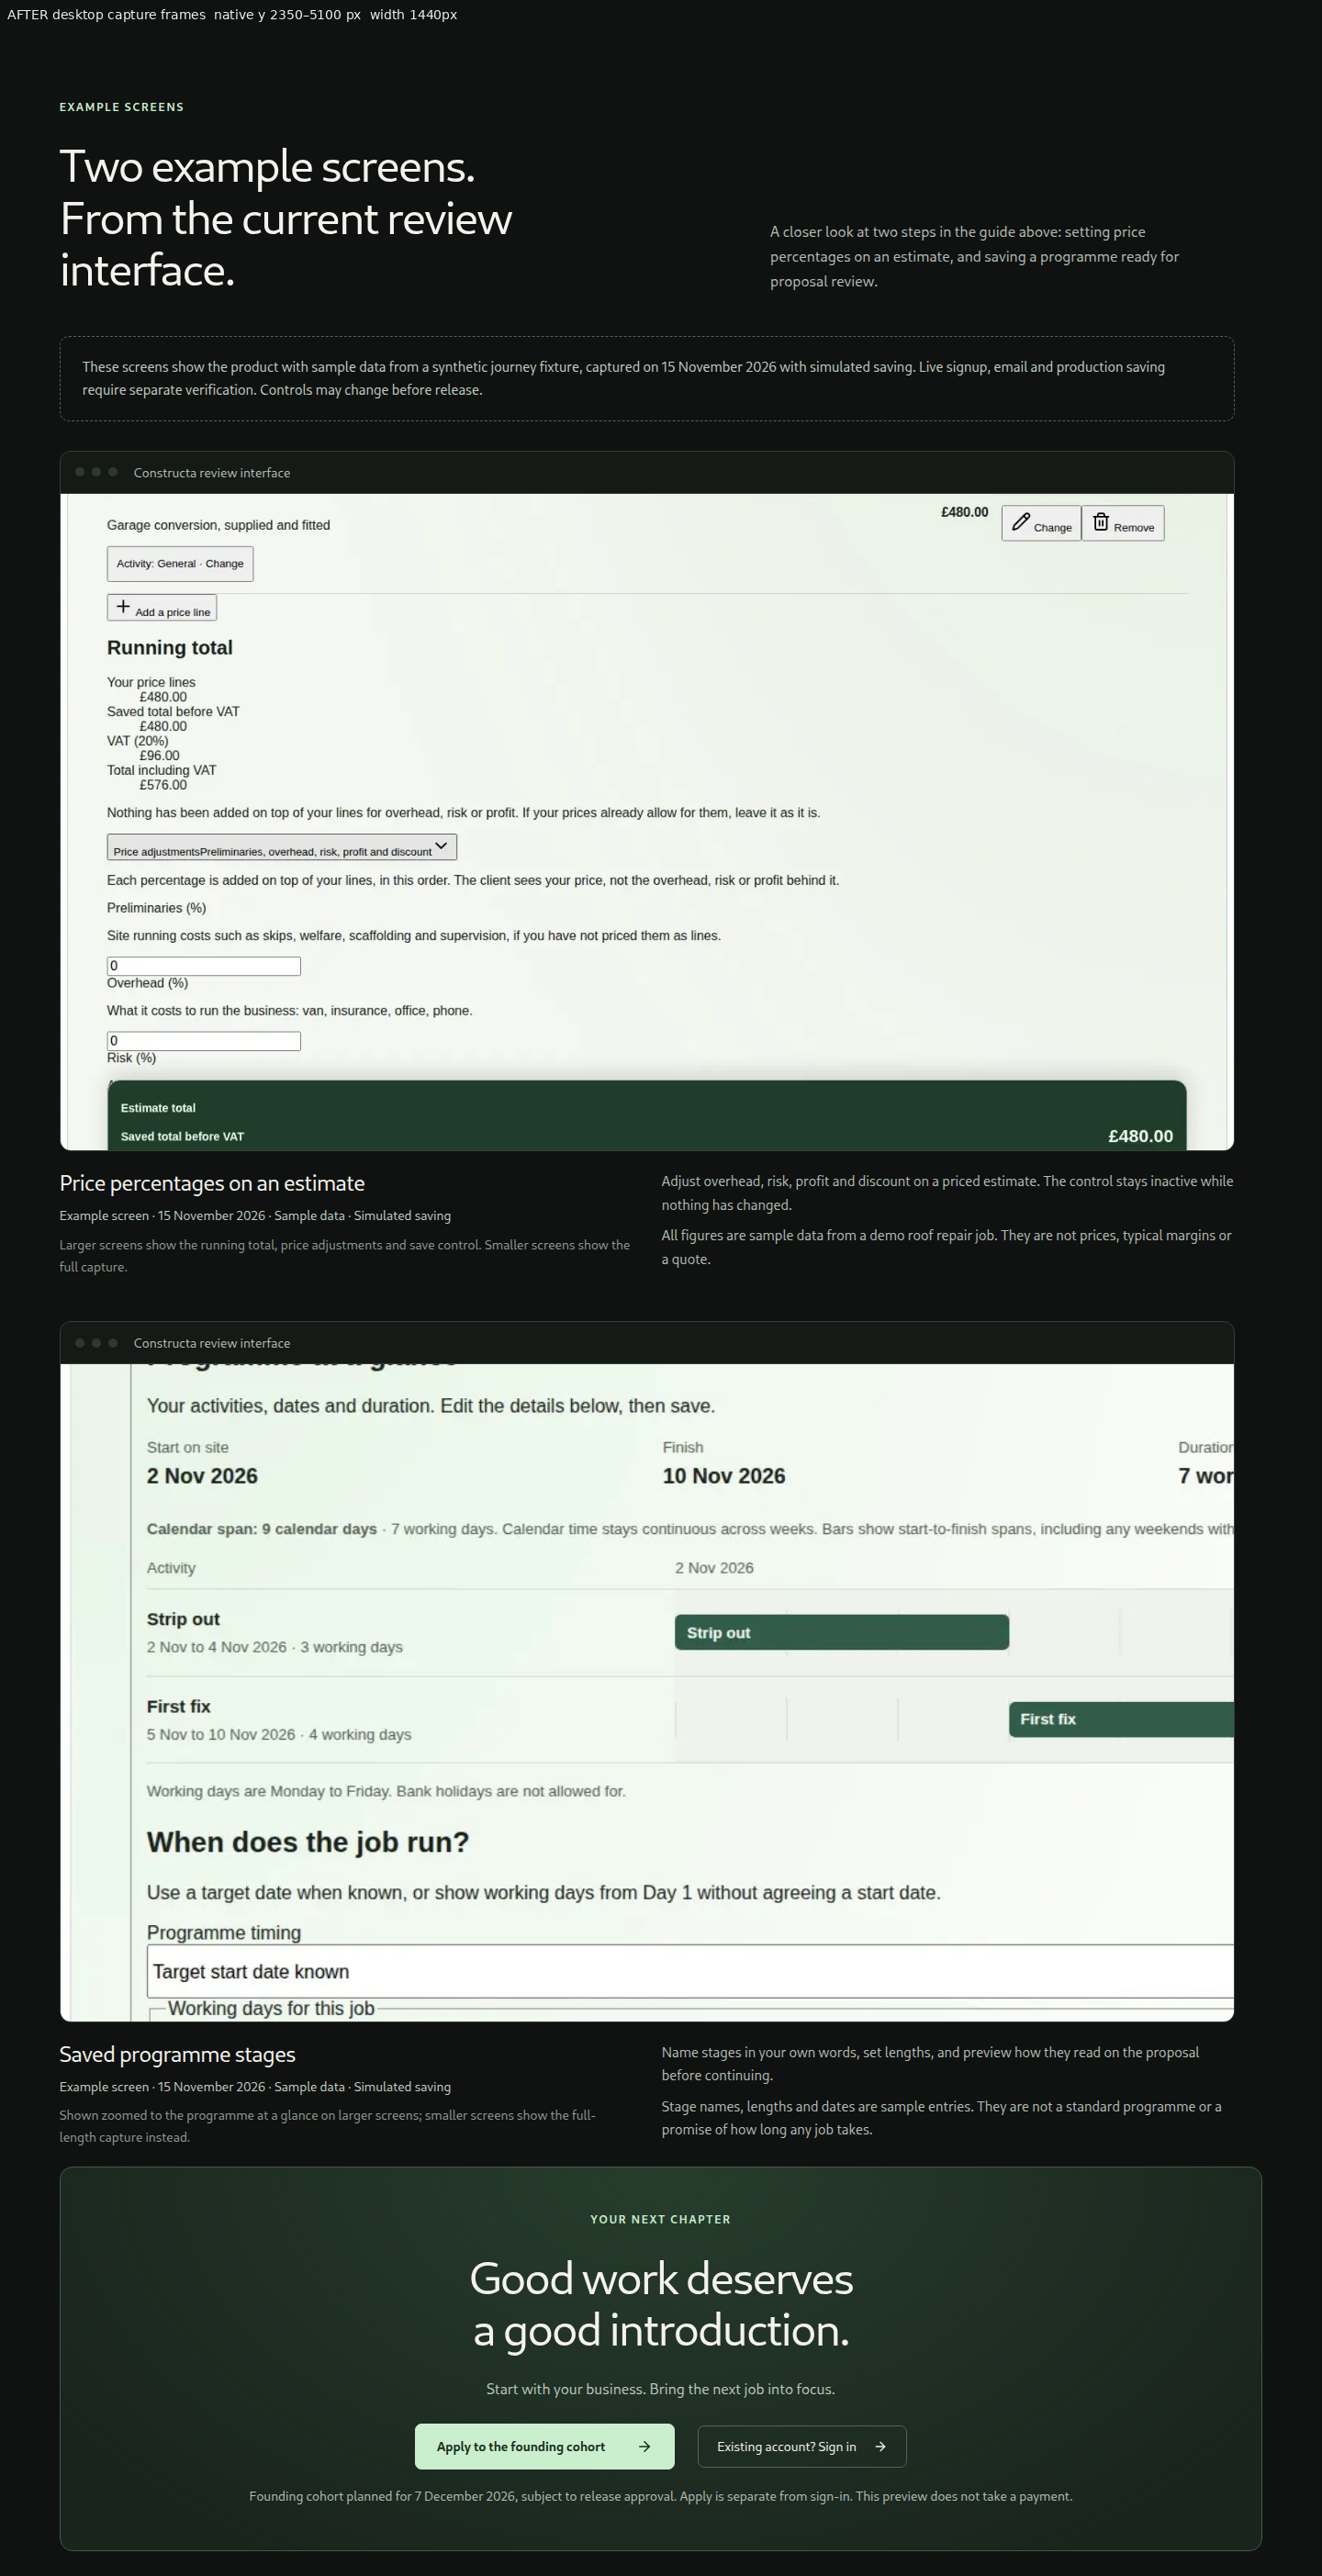 AFTER desktop capture frames native y 2350–5100 px width 1440px
EXAMPLE SCREENS
Two example screens.
From the current review
interface.
A closer look at two steps in the guide above: setting price
percentages on an estimate, and saving a programme ready for
proposal review.
These screens show the product with sample data from a synthetic journey fixture, captured on 15 November 2026 with simulated saving. Live signup, email and production saving
require separate verification. Controls may change before release.
Constructa review interface
Garage conversion, supplied and fitted
£480.00
Change
Remove
Activity: General · Change
Add a price line
Running total
Your price lines
£480.00
Saved total before VAT
£480.00
VAT (20%)
£96.00
Total including VAT
£576.00
Nothing has been added on top of your lines for overhead, risk or profit. If your prices already allow for them, leave it as it is.
Price adjustmentsPreliminaries, overhead, risk, profit and discount
Each percentage is added on top of your lines, in this order. The client sees your price, not the overhead, risk or profit behind it.
Preliminaries (%)
Site running costs such as skips, welfare, scaffolding and supervision, if you have not priced them as lines.
0
Overhead (%)
What it costs to run the business: van, insurance, office, phone.
0
Risk (%)
Estimate total
Saved total before VAT
£480.00
Price percentages on an estimate
Example screen · 15 November 2026 · Sample data · Simulated saving
Larger screens show the running total, price adjustments and save control. Smaller screens show the
full capture.
Adjust overhead, risk, profit and discount on a priced estimate. The control stays inactive while
nothing has changed.
All figures are sample data from a demo roof repair job. They are not prices, typical margins or
a quote.
Constructa review interface
Programme at a glance
Your activities, dates and duration. Edit the details below, then save.
Start on site
Finish
Duration
2 Nov 2026
10 Nov 2026
7 wor
Calendar span: 9 calendar days · 7 working days. Calendar time stays continuous across weeks. Bars show start-to-finish spans, including any weekends with
Activity
2 Nov 2026
Strip out
2 Nov to 4 Nov 2026 · 3 working days
Strip out
First fix
5 Nov to 10 Nov 2026 · 4 working days
First fix
Working days are Monday to Friday. Bank holidays are not allowed for.
When does the job run?
Use a target date when known, or show working days from Day 1 without agreeing a start date.
Programme timing
Target start date known
Working days for this job
Saved programme stages
Example screen · 15 November 2026 · Sample data · Simulated saving
Shown zoomed to the programme at a glance on larger screens; smaller screens show the full-
length capture instead.
Name stages in your own words, set lengths, and preview how they read on the proposal
before continuing.
Stage names, lengths and dates are sample entries. They are not a standard programme or a
promise of how long any job takes.
YOUR NEXT CHAPTER
Good work deserves
a good introduction.
Start with your business. Bring the next job into focus.
Apply to the founding cohort
Existing account? Sign in
Founding cohort planned for 7 December 2026, subject to release approval. Apply is separate from sign-in. This preview does not take a payment.